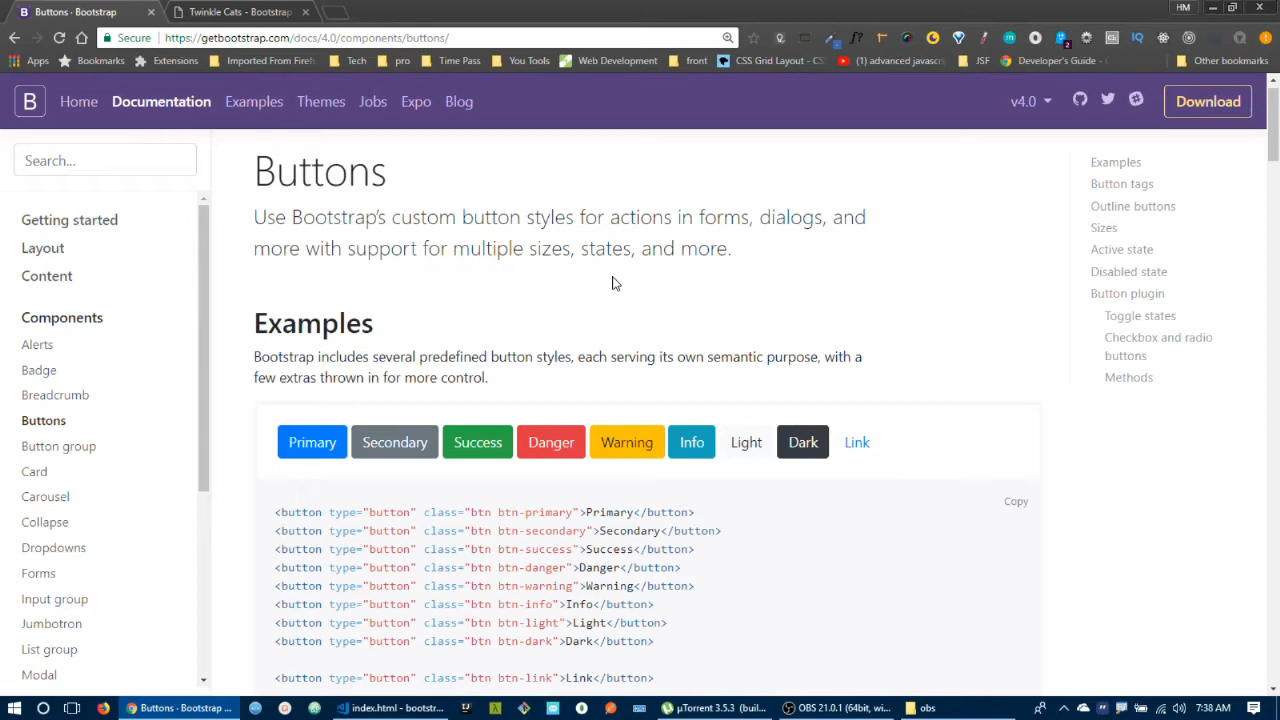 Buttons · Bootstrap
Twinkle Cats - Bootstrap
HM
Secure
https://getbootstrap.com/docs/4.0/components/buttons/
Apps
Bookmarks
Extensions
Imported From Firef
Tech
pro
Time Pass
You Tools
Web Development
front
CSS Grid Layout - CS
(1) advanced javascr
JSF
Developer's Guide -
Other bookmarks
B
Home
Documentation
Examples
Themes
Jobs
Expo
Blog
v4.0
Download
Search...
Getting started
Layout
Content
Components
Alerts
Badge
Breadcrumb
Buttons
Button group
Card
Carousel
Collapse
Dropdowns
Forms
Input group
Jumbotron
List group
Modal
Buttons
Use Bootstrap’s custom button styles for actions in forms, dialogs, and
more with support for multiple sizes, states, and more.
Examples
Bootstrap includes several predefined button styles, each serving its own semantic purpose, with a
few extras thrown in for more control.
Primary
Secondary
Success
Danger
Warning
Info
Light
Dark
Link
Copy
<button type="button" class="btn btn-primary">Primary</button>
<button type="button" class="btn btn-secondary">Secondary</button>
<button type="button" class="btn btn-success">Success</button>
<button type="button" class="btn btn-danger">Danger</button>
<button type="button" class="btn btn-warning">Warning</button>
<button type="button" class="btn btn-info">Info</button>
<button type="button" class="btn btn-light">Light</button>
<button type="button" class="btn btn-dark">Dark</button>
<button type="button" class="btn btn-link">Link</button>
Examples
Button tags
Outline buttons
Sizes
Active state
Disabled state
Button plugin
Toggle states
Checkbox and radio
buttons
Methods
Buttons · Bootstrap ...
index.html - bootstr...
µTorrent 3.5.3 (buil...
OBS 21.0.1 (64bit, wi...
obs
7:38 AM